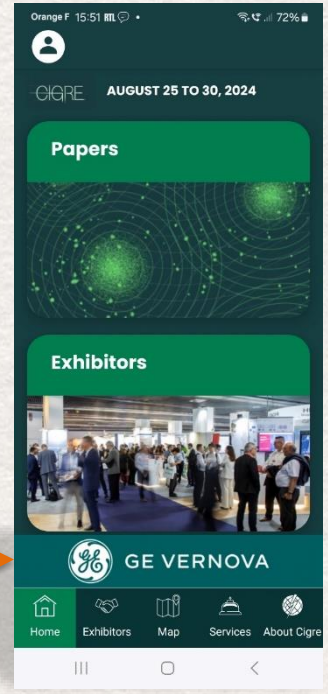 Orange F 15:51 RTL 72%
CIGRE AUGUST 25 TO 30, 2024
Papers
Exhibitors
GE VERNOVA
Home Exhibitors Map Services About Cigre